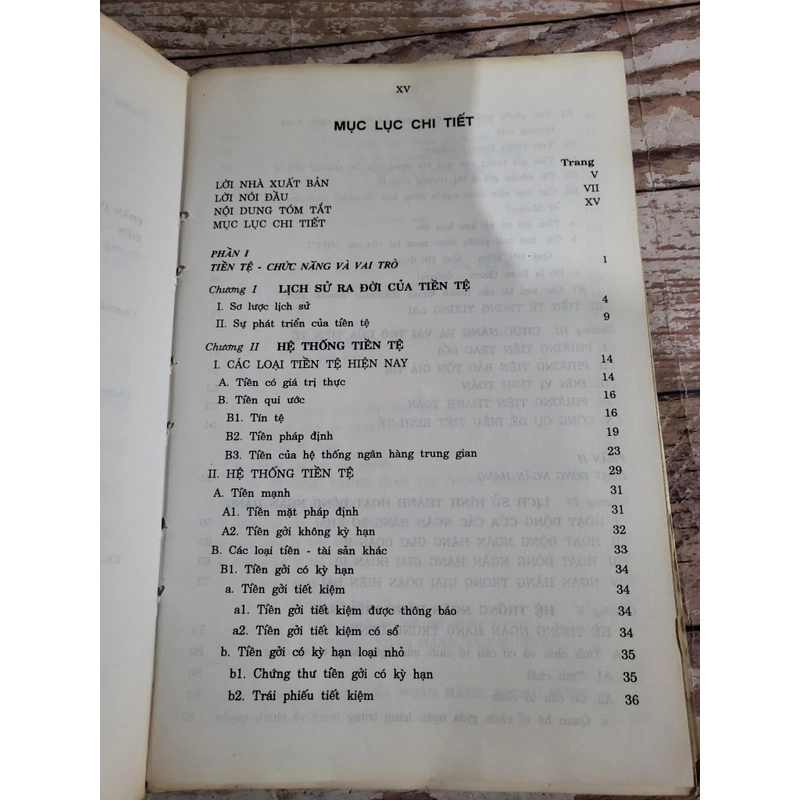 XV
MỤC LỤC CHI TIẾT
Trang
LỜI NHÀ XUẤT BẢN V
LỜI NÓI ĐẦU VII
NỘI DUNG TÓM TẮT XV
MỤC LỤC CHI TIẾT
PHẦN I
TIỀN TỆ - CHỨC NĂNG VÀ VAI TRÒ 1
Chương I LỊCH SỬ RA ĐỜI CỦA TIỀN TỆ
I. Sơ lược lịch sử 4
II. Sự phát triển của tiền tệ 9
Chương II HỆ THỐNG TIỀN TỆ
I. CÁC LOẠI TIỀN TỆ HIỆN NAY 14
A. Tiền có giá trị thực 14
B. Tiền qui ước 16
B1. Tín tệ 16
B2. Tiền pháp định 19
B3. Tiền của hệ thống ngân hàng trung gian 23
II. HỆ THỐNG TIỀN TỆ 29
A. Tiền mạnh 31
A1. Tiền mặt pháp định 31
A2. Tiền gởi không kỳ hạn 32
B. Các loại tiền - tài sản khác 33
B1. Tiền gởi có kỳ hạn 34
a. Tiền gởi tiết kiệm 34
a1. Tiền gởi tiết kiệm được thông báo 34
a2. Tiền gởi tiết kiệm có sổ 34
b. Tiền gởi có kỳ hạn loại nhỏ 35
b1. Chứng thư tiền gởi có kỳ hạn 35
b2. Trái phiếu tiết kiệm 36